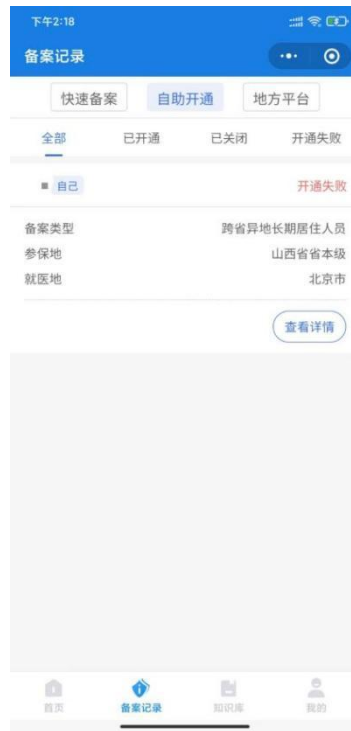 下午2:18
备案记录
快速备案 自助开通 地方平台
全部 已开通 已关闭 开通失败
自己 开通失败
备案类型 跨省异地长期居住人员
参保地 山西省省本级
就医地 北京市
查看详情
首页 备案记录 知识库 我的